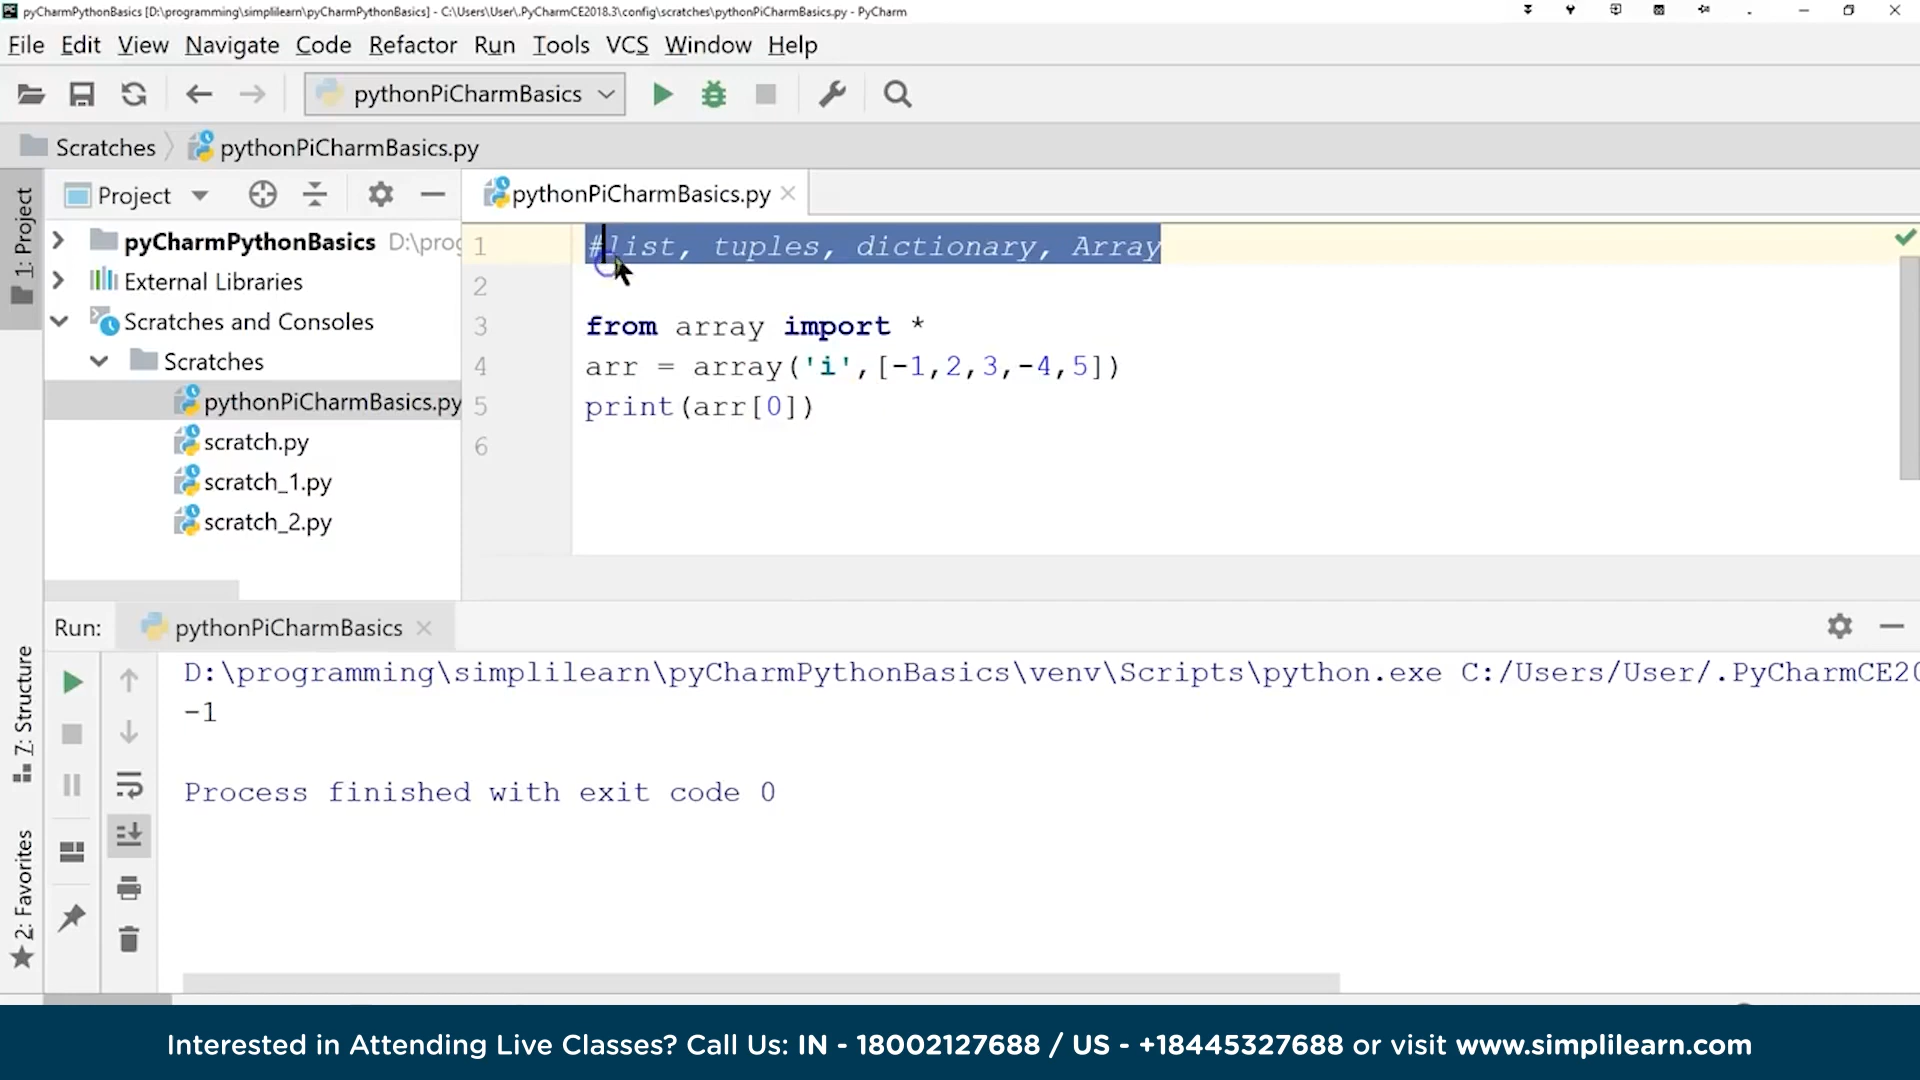 pyCharmPythonBasics [D:\programming\simplilearn\pyCharmPythonBasics] - C:\Users\User\.PyCharmCE2018.3\config\scratches\pythonPiCharmBasics.py - PyCharm
File Edit View Navigate Code Refactor Run Tools VCS Window Help
pythonPiCharmBasics
Scratches pythonPiCharmBasics.py
1: Project
Project
pythonPiCharmBasics.py
pyCharmPythonBasics D:\prog
External Libraries
Scratches and Consoles
Scratches
pythonPiCharmBasics.py
scratch.py
scratch_1.py
scratch_2.py
1 #list, tuples, dictionary, Array
2
3 from array import *
4 arr = array('i',[-1,2,3,-4,5])
5 print(arr[0])
6
Run: pythonPiCharmBasics
7: Structure
2: Favorites
D:\programming\simplilearn\pyCharmPythonBasics\venv\Scripts\python.exe C:/Users/User/.PyCharmCE20
-1
Process finished with exit code 0
Interested in Attending Live Classes? Call Us: IN - 18002127688 / US - +18445327688 or visit www.simplilearn.com